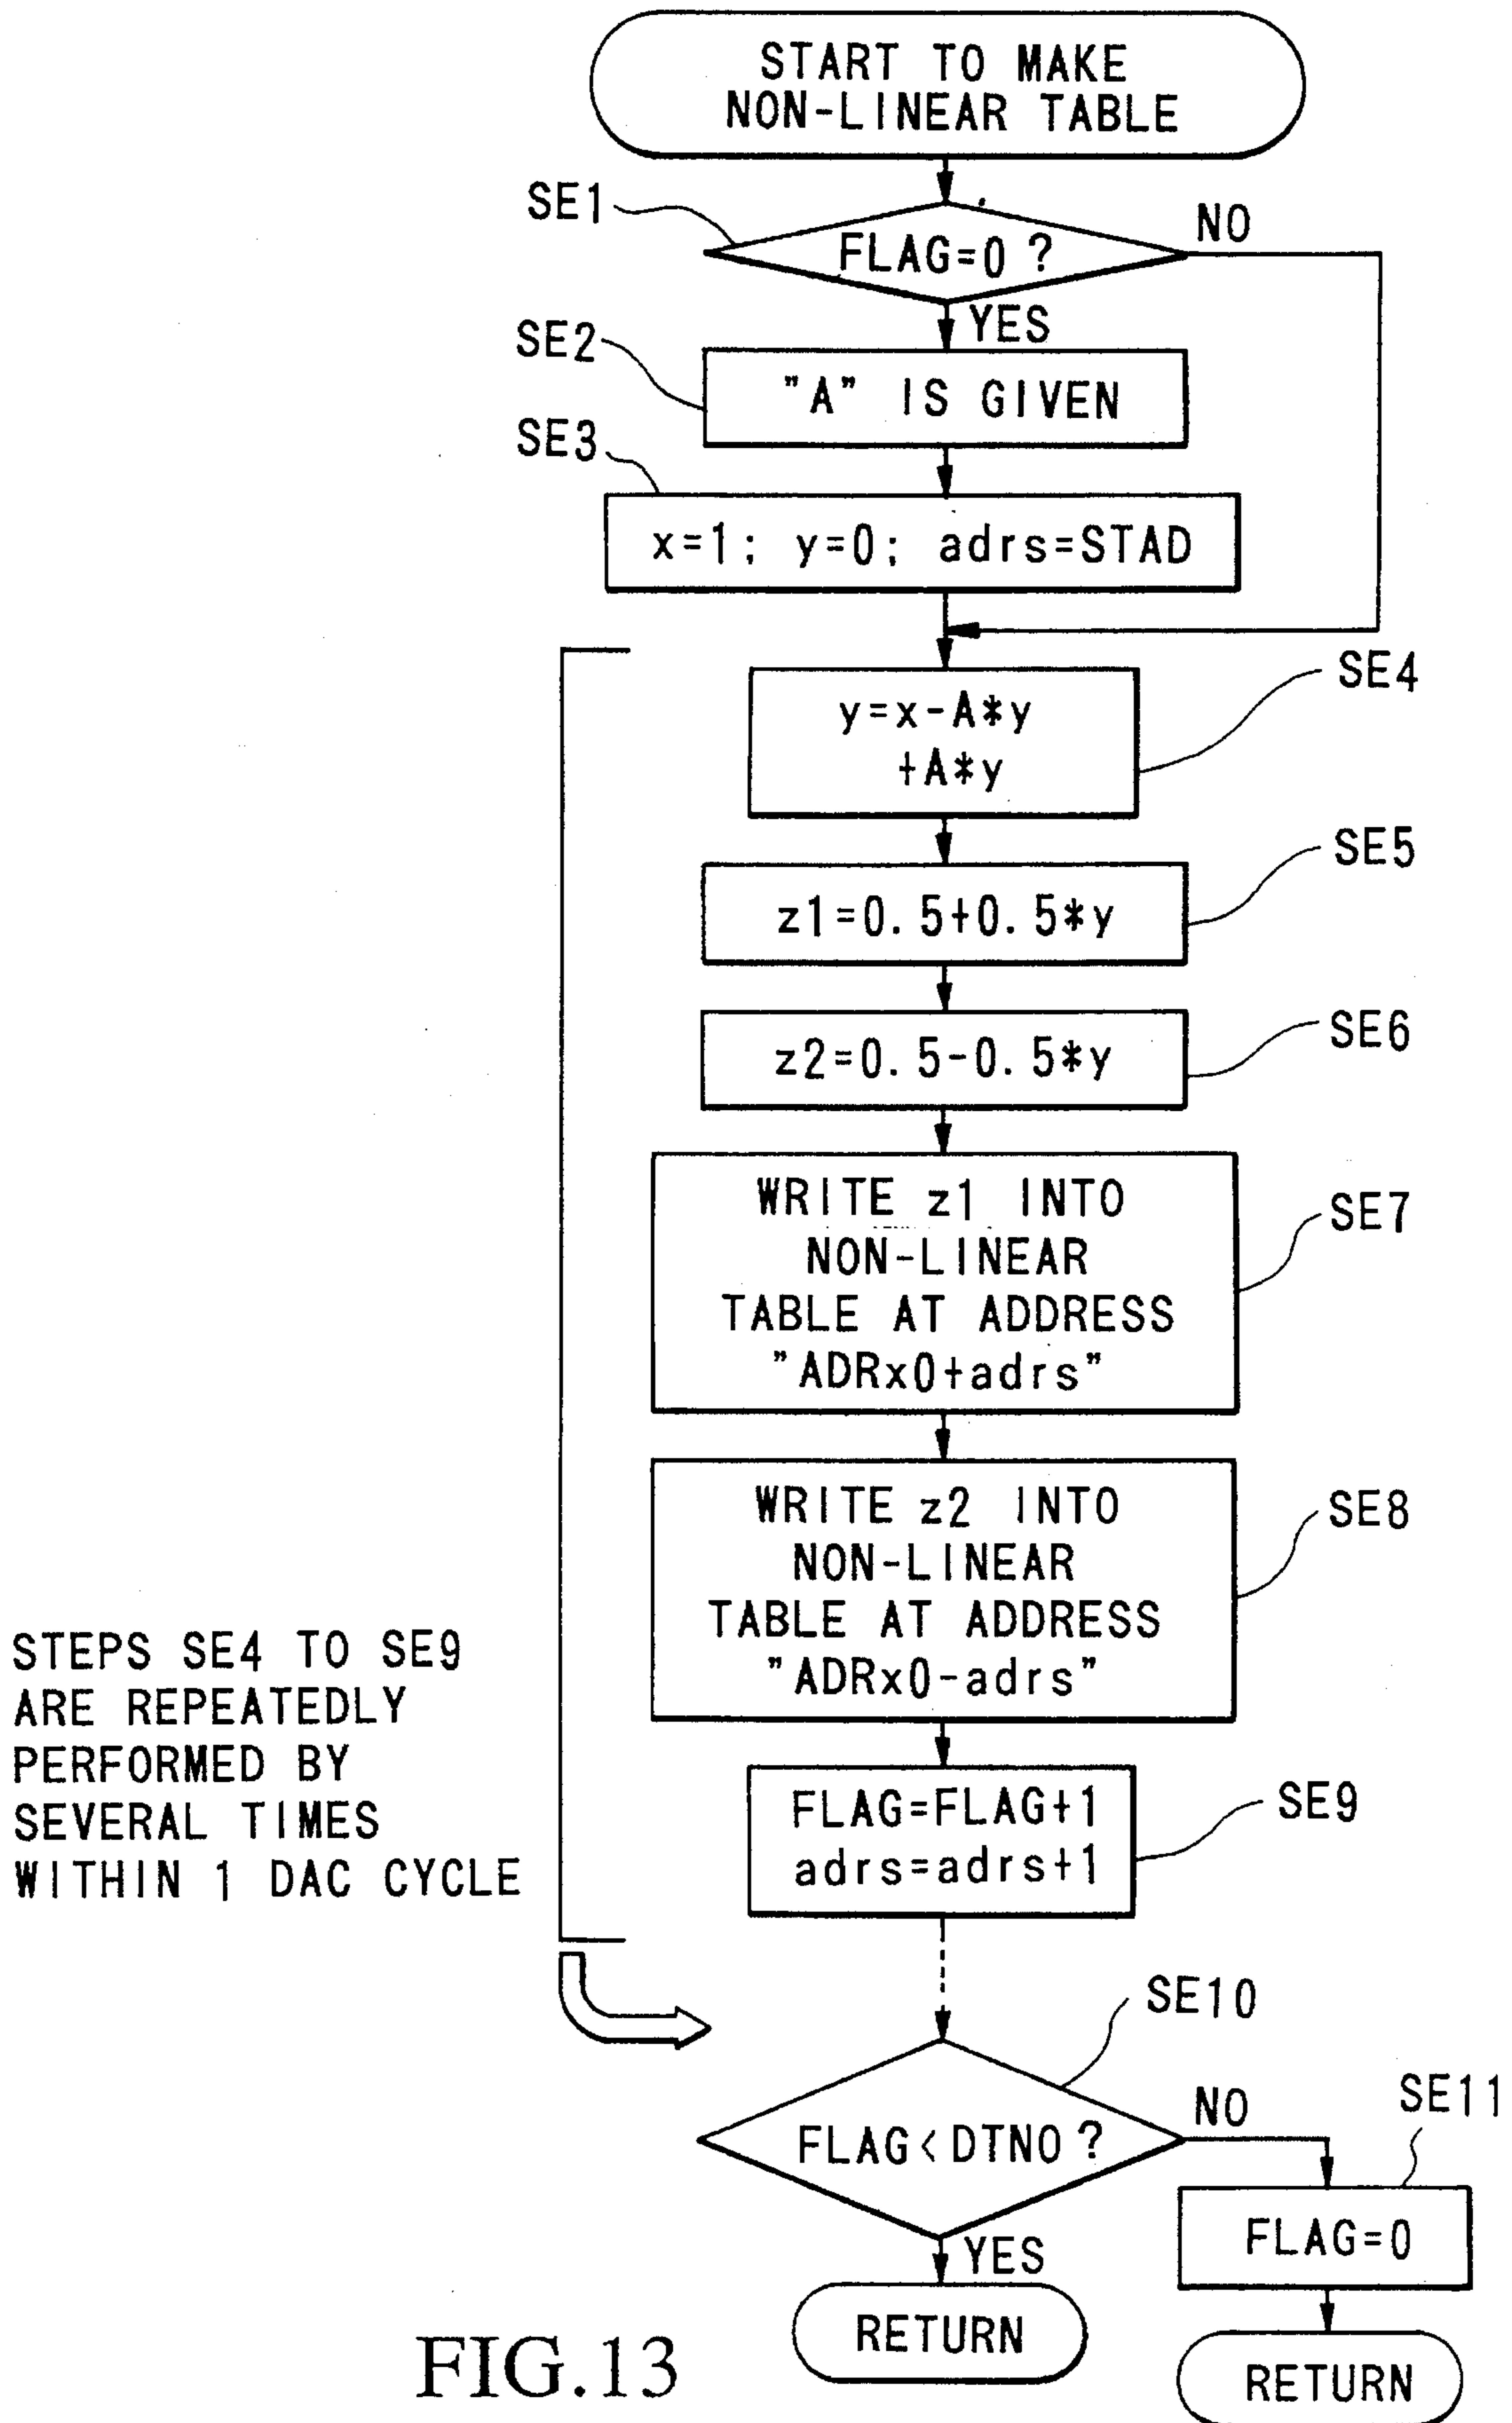 START TO MAKE
NON-LINEAR TABLE
SE1
FLAG=0 ?
NO
YES
SE2
"A" IS GIVEN
SE3
x=1; y=0; adrs=STAD
SE4
y=x-A*y
+A*y
SE5
z1=0.5+0.5*y
SE6
z2=0.5-0.5*y
SE7
WRITE z1 INTO
NON-LINEAR
TABLE AT ADDRESS
"ADRx0+adrs"
SE8
WRITE z2 INTO
NON-LINEAR
TABLE AT ADDRESS
"ADRx0-adrs"
STEPS SE4 TO SE9
ARE REPEATEDLY
PERFORMED BY
SEVERAL TIMES
WITHIN 1 DAC CYCLE
SE9
FLAG=FLAG+1
adrs=adrs+1
SE10
FLAG<DTNO ?
NO
SE11
FLAG=0
YES
RETURN
RETURN
FIG.13